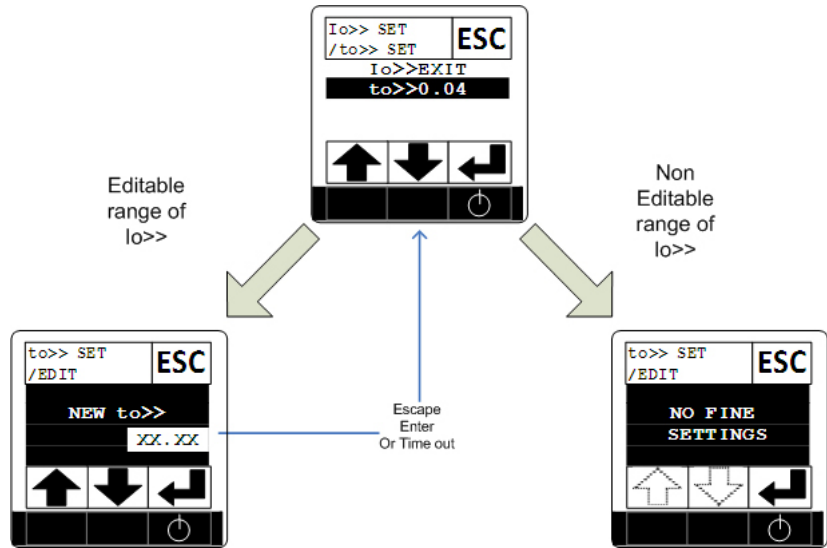 Io>> SET
/to>> SET
ESC
Io>>EXIT
to>>0.04
Editable
range of
Io>>
Non
Editable
range of
Io>>
to>> SET
/EDIT
ESC
NEW to>>
XX.XX
Escape
Enter
Or Time out
to>> SET
/EDIT
ESC
NO FINE
SETTINGS